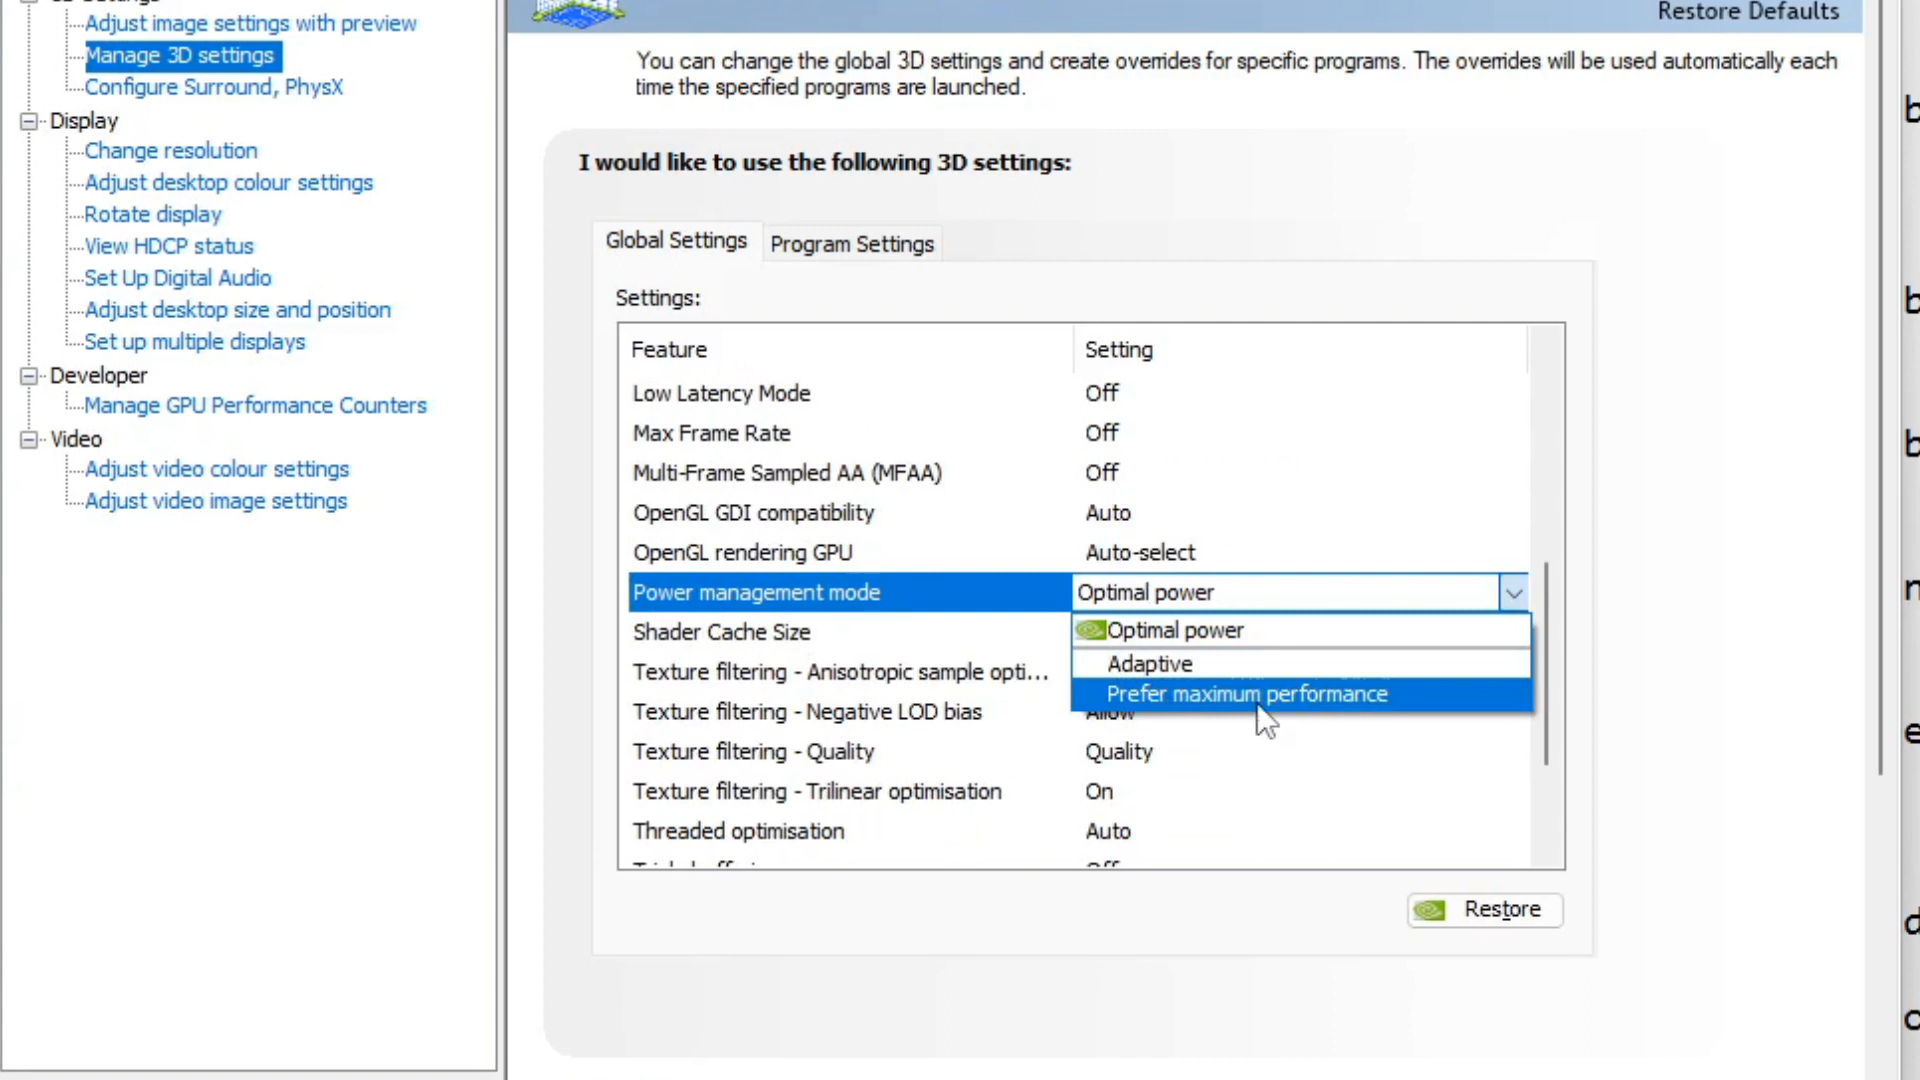 Adjust image settings with preview
Manage 3D settings
Configure Surround, PhysX
Display
Change resolution
Adjust desktop colour settings
Rotate display
View HDCP status
Set Up Digital Audio
Adjust desktop size and position
Set up multiple displays
Developer
Manage GPU Performance Counters
Video
Adjust video colour settings
Adjust video image settings
Restore Defaults
You can change the global 3D settings and create overrides for specific programs. The overrides will be used automatically each
time the specified programs are launched.
I would like to use the following 3D settings:
Global Settings Program Settings
Settings:
Feature Setting
Low Latency Mode Off
Max Frame Rate Off
Multi-Frame Sampled AA (MFAA) Off
OpenGL GDI compatibility Auto
OpenGL rendering GPU Auto-select
Power management mode Optimal power
Optimal power
Adaptive
Prefer maximum performance
Shader Cache Size
Texture filtering - Anisotropic sample opti...
Texture filtering - Negative LOD bias Allow
Texture filtering - Quality Quality
Texture filtering - Trilinear optimisation On
Threaded optimisation Auto
Restore